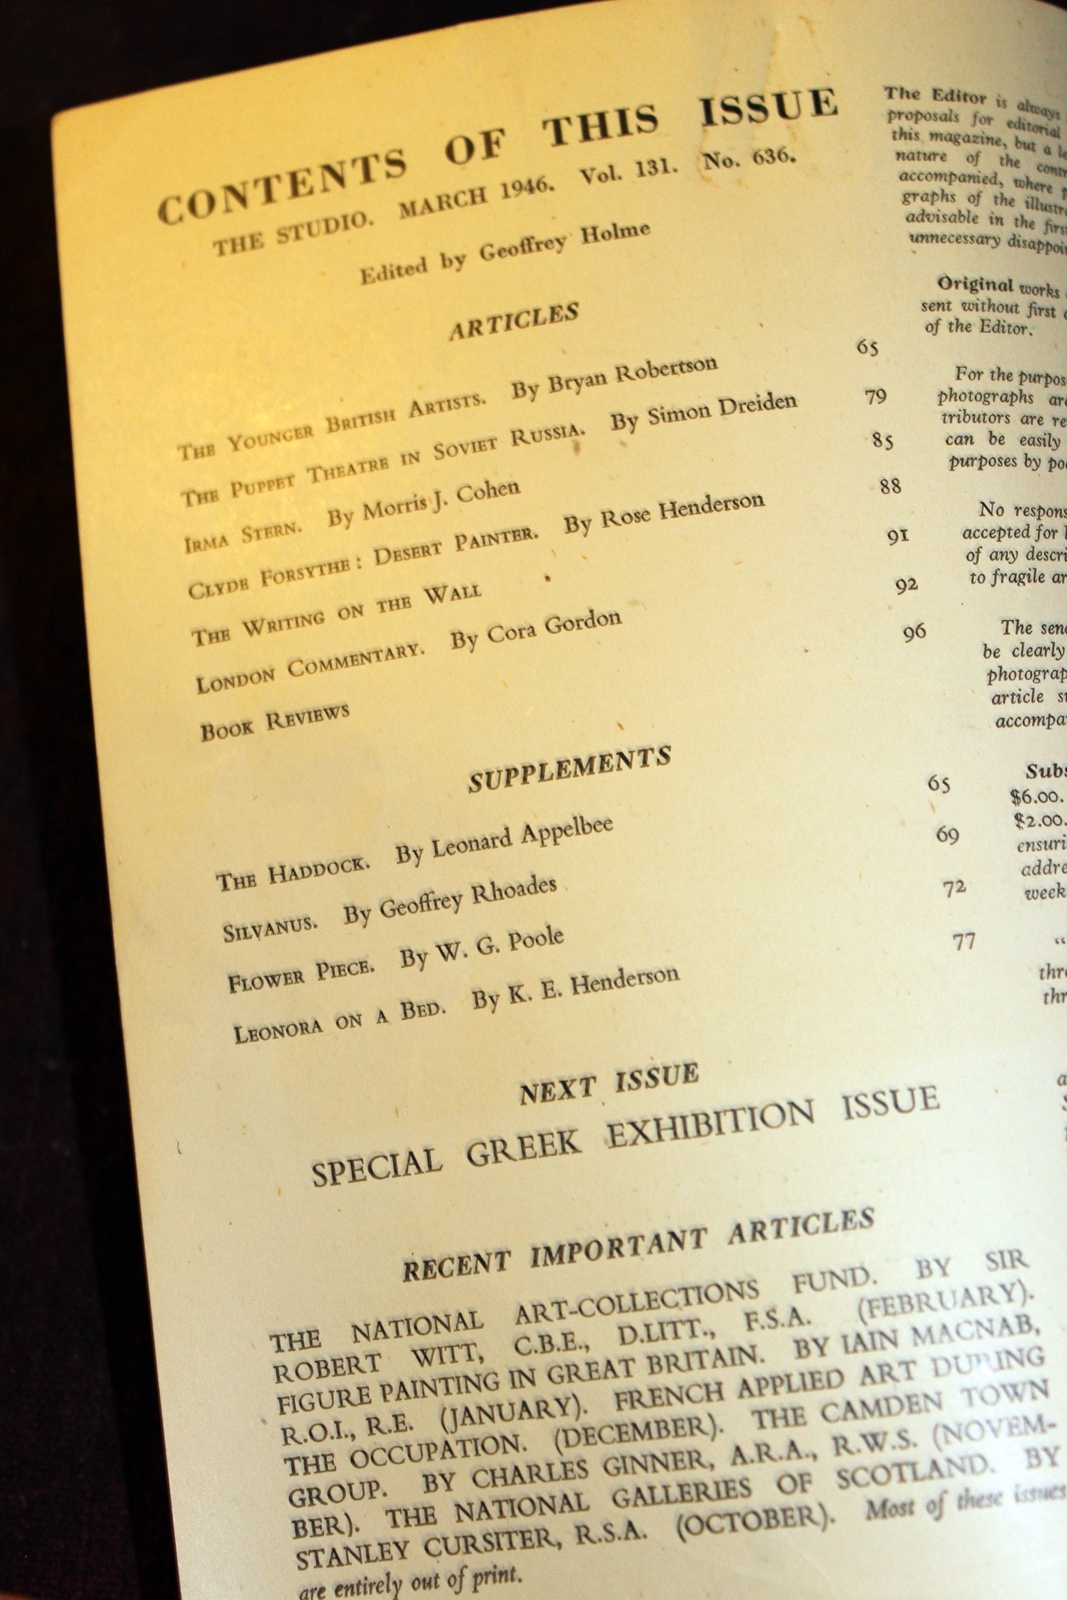 CONTENTS OF THIS ISSUE
THE STUDIO. MARCH 1946. Vol. 131. No. 636.
Edited by Geoffrey Holme
ARTICLES
THE YOUNGER BRITISH ARTISTS. By Bryan Robertson 65
THE PUPPET THEATRE IN SOVIET RUSSIA. By Simon Dreiden 79
IRMA STERN. By Morris J. Cohen 85
CLYDE FORSYTHE: DESERT PAINTER. By Rose Henderson 88
THE WRITING ON THE WALL 91
LONDON COMMENTARY. By Cora Gordon 92
BOOK REVIEWS 96
SUPPLEMENTS
THE HADDOCK. By Leonard Appelbee 65
SILVANUS. By Geoffrey Rhoades 69
FLOWER PIECE. By W. G. Poole 72
LEONORA ON A BED. By K. E. Henderson 77
NEXT ISSUE
SPECIAL GREEK EXHIBITION ISSUE
RECENT IMPORTANT ARTICLES
THE NATIONAL ART-COLLECTIONS FUND. BY SIR
ROBERT WITT, C.B.E., D.LITT., F.S.A. (FEBRUARY).
FIGURE PAINTING IN GREAT BRITAIN. BY IAIN MACNAB,
R.O.I., R.E. (JANUARY). FRENCH APPLIED ART DURING
THE OCCUPATION. (DECEMBER). THE CAMDEN TOWN
GROUP. BY CHARLES GINNER, A.R.A., R.W.S. (NOVEM-
BER). THE NATIONAL GALLERIES OF SCOTLAND. BY
STANLEY CURSITER, R.S.A. (OCTOBER). Most of these issues
are entirely out of print.
The Editor is always
proposals for editorial
this magazine, but a
nature of the
accompanied, where
graphs of the
advisable in the
unnecessary
Original works
sent without first
of the Editor.
For the
photographs
tributors are
can be easily
purposes by
No
accepted for
of any
to fragile
The
be clearly
article
$6.00.
$2.00.